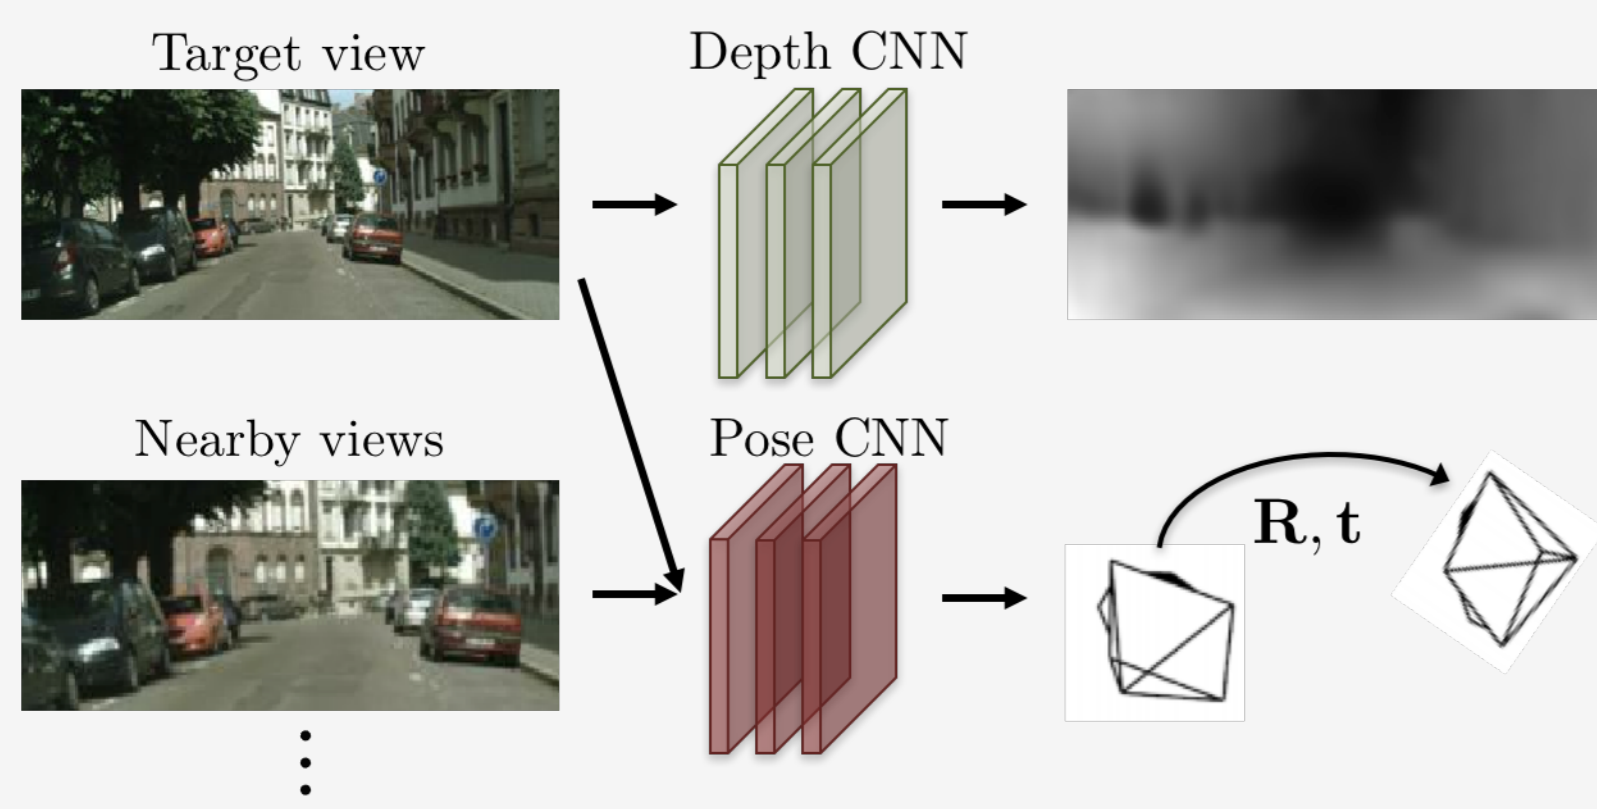 Target view
Depth CNN
Nearby views
Pose CNN
R, t